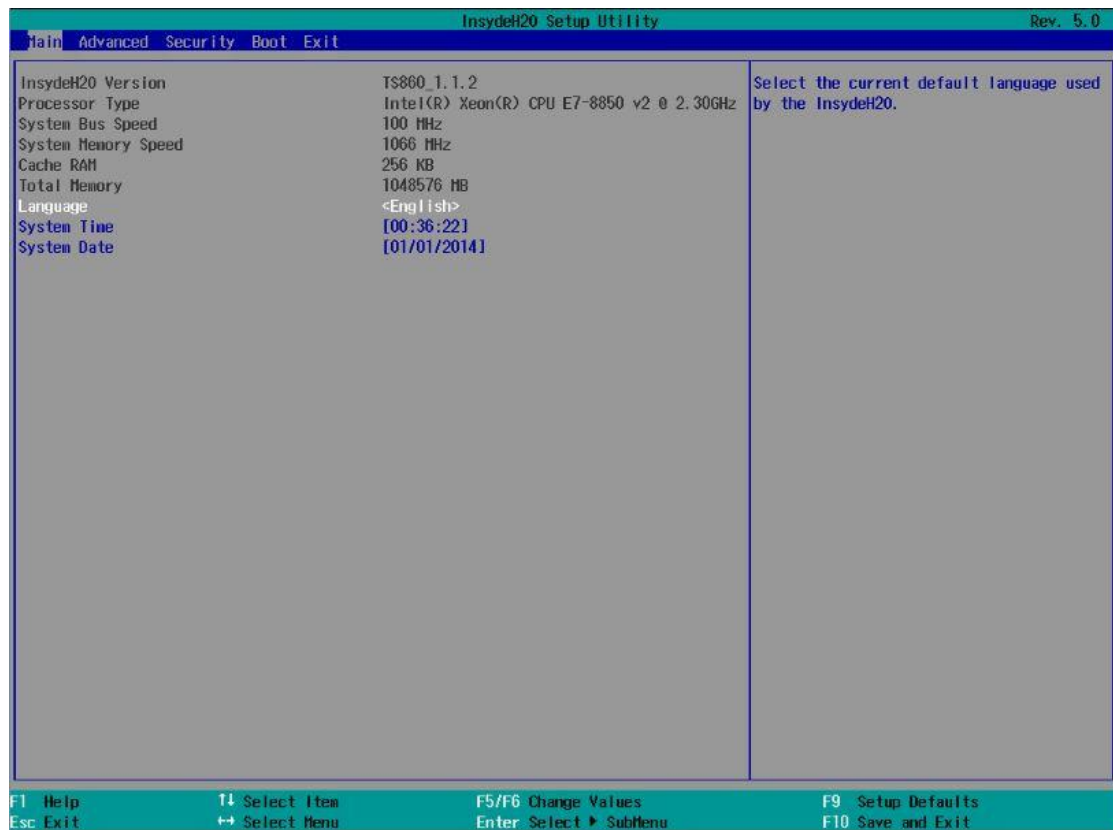 InsydeH2O Setup Utility Rev. 5.0
Main Advanced Security Boot Exit
InsydeH2O Version TS860_1.1.2
Processor Type Intel(R) Xeon(R) CPU E7-8850 v2 @ 2.30GHz
System Bus Speed 100 MHz
System Memory Speed 1066 MHz
Cache RAM 256 KB
Total Memory 1048576 MB
Language <English>
System Time [00:36:22]
System Date [01/01/2014]
Select the current default language used
by the InsydeH2O.
F1 Help ↑↓ Select Item F5/F6 Change Values F9 Setup Defaults
Esc Exit ↔ Select Menu Enter Select ▶ SubMenu F10 Save and Exit